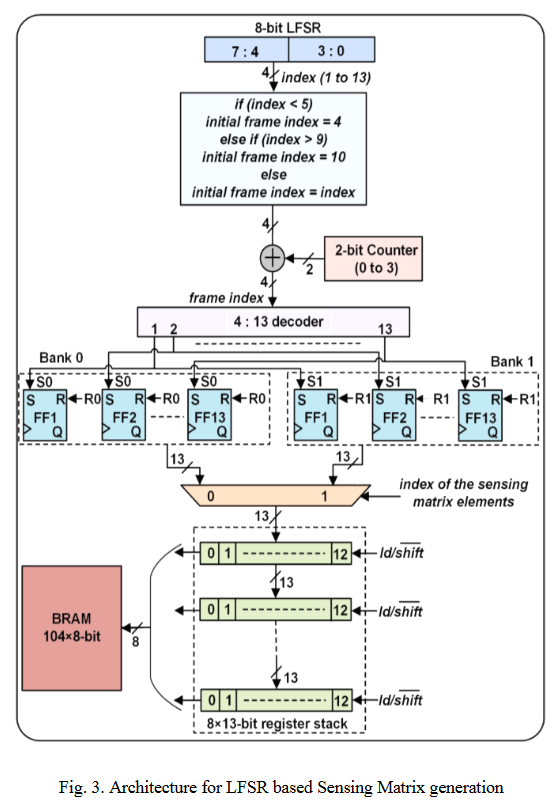 8-bit LFSR
7 : 4 3 : 0
4 index (1 to 13)
if (index < 5)
initial frame index = 4
else if (index > 9)
initial frame index = 10
else
initial frame index = index
4
+ 2 2-bit Counter
(0 to 3)
4
frame index
4 : 13 decoder
1 2 13
Bank 0 Bank 1
S0 S0 S0 S1 S1 S1
S R R0 S R R0 S R R0 S R R1 S R R1 S R R1
FF1 FF2 FF13 FF1 FF2 FF13
Q Q Q Q Q Q
13 13
0 1 index of the sensing
matrix elements
13
0 1 12 ld/shift
13
0 1 12 ld/shift
BRAM
104×8-bit
8
13
0 1 12 ld/shift
8×13-bit register stack
Fig. 3. Architecture for LFSR based Sensing Matrix generation